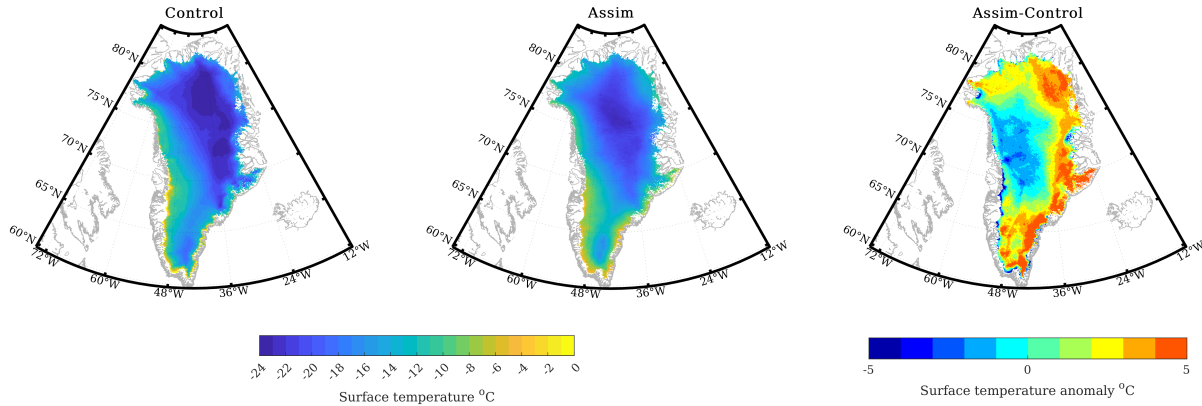 Control
Assim
Assim-Control
80°N
75°N
70°N
65°N
60°N
72°W
60°W
48°W
36°W
24°W
12°W
80°N
75°N
70°N
65°N
60°N
72°W
60°W
48°W
36°W
24°W
12°W
80°N
75°N
70°N
65°N
60°N
72°W
60°W
48°W
36°W
24°W
12°W
-24 -22 -20 -18 -16 -14 -12 -10 -8 -6 -4 -2 0
Surface temperature °C
-5 0 5
Surface temperature anomaly °C